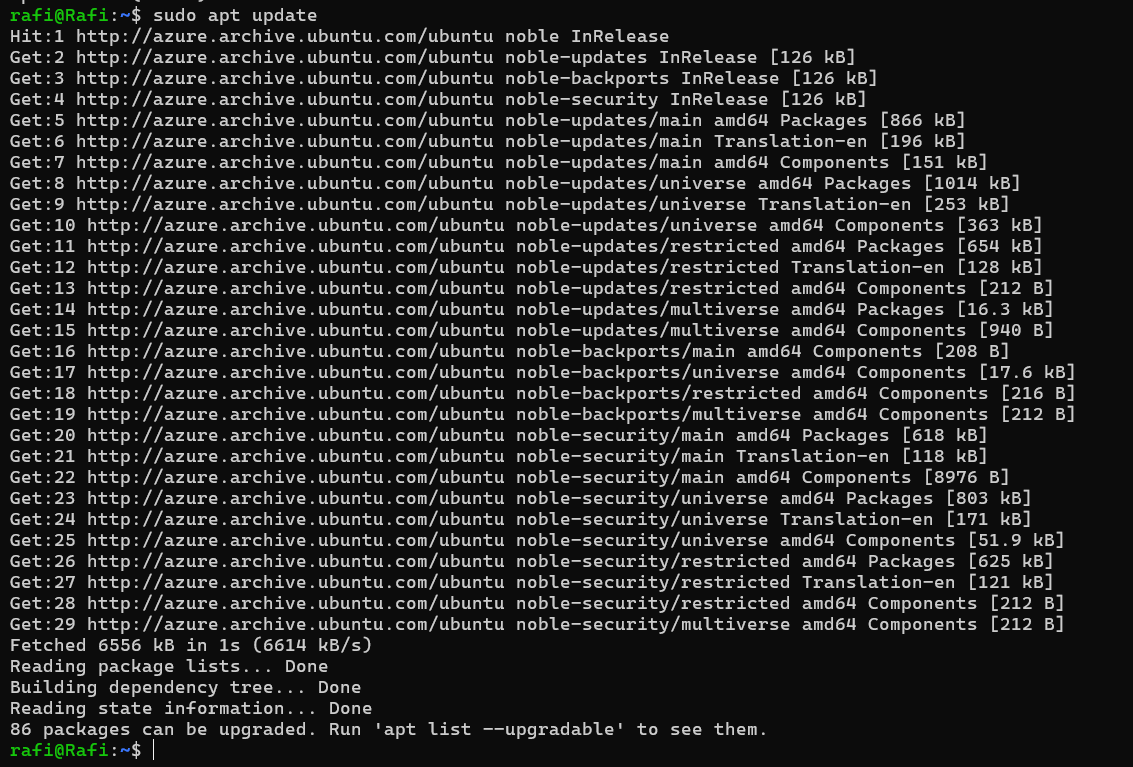 rafi@Rafi:~$ sudo apt update
Hit:1 http://azure.archive.ubuntu.com/ubuntu noble InRelease
Get:2 http://azure.archive.ubuntu.com/ubuntu noble-updates InRelease [126 kB]
Get:3 http://azure.archive.ubuntu.com/ubuntu noble-backports InRelease [126 kB]
Get:4 http://azure.archive.ubuntu.com/ubuntu noble-security InRelease [126 kB]
Get:5 http://azure.archive.ubuntu.com/ubuntu noble-updates/main amd64 Packages [866 kB]
Get:6 http://azure.archive.ubuntu.com/ubuntu noble-updates/main Translation-en [196 kB]
Get:7 http://azure.archive.ubuntu.com/ubuntu noble-updates/main amd64 Components [151 kB]
Get:8 http://azure.archive.ubuntu.com/ubuntu noble-updates/universe amd64 Packages [1014 kB]
Get:9 http://azure.archive.ubuntu.com/ubuntu noble-updates/universe Translation-en [253 kB]
Get:10 http://azure.archive.ubuntu.com/ubuntu noble-updates/universe amd64 Components [363 kB]
Get:11 http://azure.archive.ubuntu.com/ubuntu noble-updates/restricted amd64 Packages [654 kB]
Get:12 http://azure.archive.ubuntu.com/ubuntu noble-updates/restricted Translation-en [128 kB]
Get:13 http://azure.archive.ubuntu.com/ubuntu noble-updates/restricted amd64 Components [212 B]
Get:14 http://azure.archive.ubuntu.com/ubuntu noble-updates/multiverse amd64 Packages [16.3 kB]
Get:15 http://azure.archive.ubuntu.com/ubuntu noble-updates/multiverse amd64 Components [940 B]
Get:16 http://azure.archive.ubuntu.com/ubuntu noble-backports/main amd64 Components [208 B]
Get:17 http://azure.archive.ubuntu.com/ubuntu noble-backports/universe amd64 Components [17.6 kB]
Get:18 http://azure.archive.ubuntu.com/ubuntu noble-backports/restricted amd64 Components [216 B]
Get:19 http://azure.archive.ubuntu.com/ubuntu noble-backports/multiverse amd64 Components [212 B]
Get:20 http://azure.archive.ubuntu.com/ubuntu noble-security/main amd64 Packages [618 kB]
Get:21 http://azure.archive.ubuntu.com/ubuntu noble-security/main Translation-en [118 kB]
Get:22 http://azure.archive.ubuntu.com/ubuntu noble-security/main amd64 Components [8976 B]
Get:23 http://azure.archive.ubuntu.com/ubuntu noble-security/universe amd64 Packages [803 kB]
Get:24 http://azure.archive.ubuntu.com/ubuntu noble-security/universe Translation-en [171 kB]
Get:25 http://azure.archive.ubuntu.com/ubuntu noble-security/universe amd64 Components [51.9 kB]
Get:26 http://azure.archive.ubuntu.com/ubuntu noble-security/restricted amd64 Packages [625 kB]
Get:27 http://azure.archive.ubuntu.com/ubuntu noble-security/restricted Translation-en [121 kB]
Get:28 http://azure.archive.ubuntu.com/ubuntu noble-security/restricted amd64 Components [212 B]
Get:29 http://azure.archive.ubuntu.com/ubuntu noble-security/multiverse amd64 Components [212 B]
Fetched 6556 kB in 1s (6614 kB/s)
Reading package lists... Done
Building dependency tree... Done
Reading state information... Done
86 packages can be upgraded. Run 'apt list --upgradable' to see them.
rafi@Rafi:~$